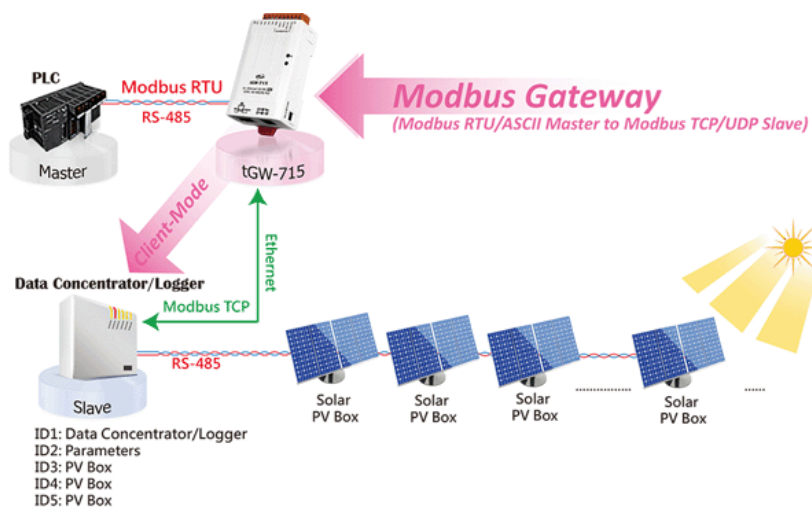 PLC
Modbus RTU
RS-485
Master
tGW-715
Modbus Gateway
(Modbus RTU/ASCII Master to Modbus TCP/UDP Slave)
Client-Mode
Ethernet
Data Concentrator/Logger
Modbus TCP
RS-485
Slave
Solar
PV Box
Solar
PV Box
Solar
PV Box
Solar
PV Box
ID1: Data Concentrator/Logger
ID2: Parameters
ID3: PV Box
ID4: PV Box
ID5: PV Box